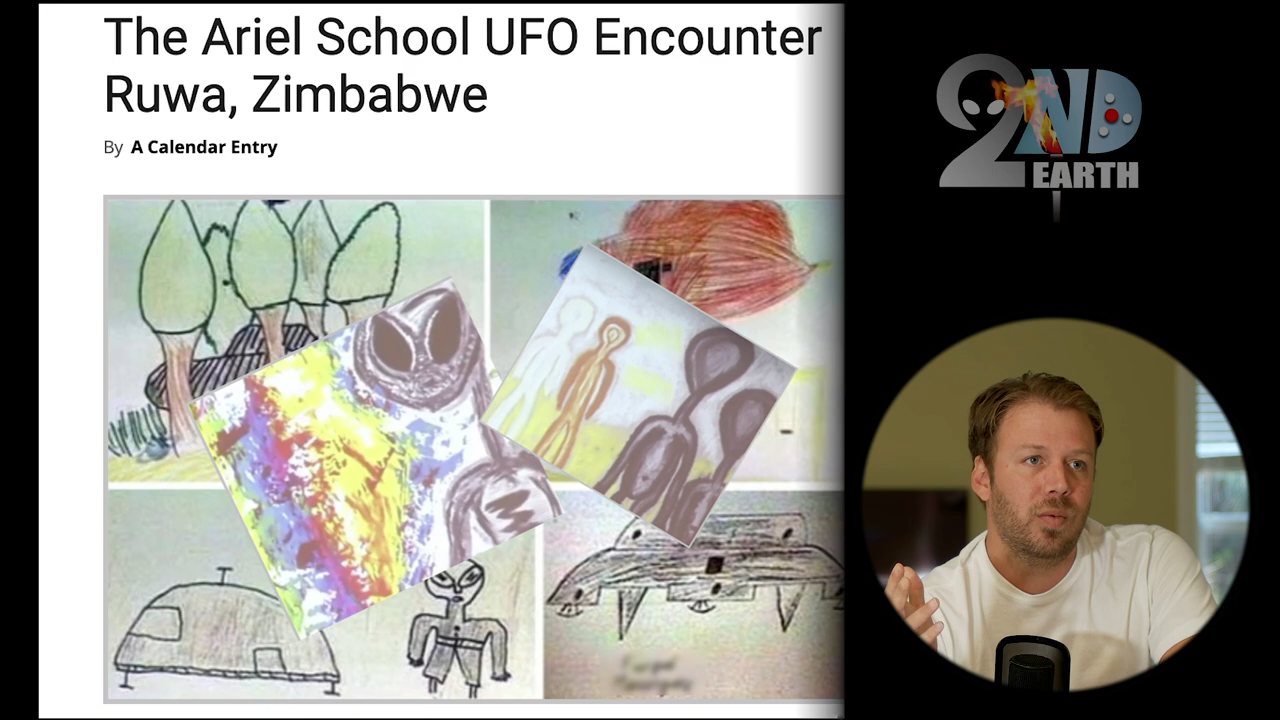 The Ariel School UFO Encounter
Ruwa, Zimbabwe
By A Calendar Entry
2ND
EARTH